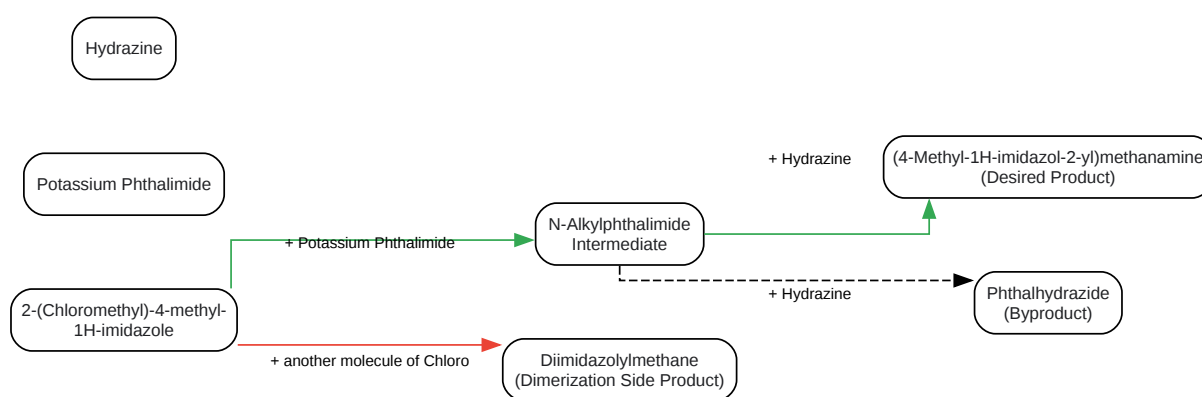 Hydrazine
Potassium Phthalimide
2-(Chloromethyl)-4-methyl-
1H-imidazole
+ Potassium Phthalimide
+ another molecule of Chloro
N-Alkylphthalimide
Intermediate
Diimidazolylmethane
(Dimerization Side Product)
+ Hydrazine
+ Hydrazine
(4-Methyl-1H-imidazol-2-yl)methanamine
(Desired Product)
Phthalhydrazide
(Byproduct)